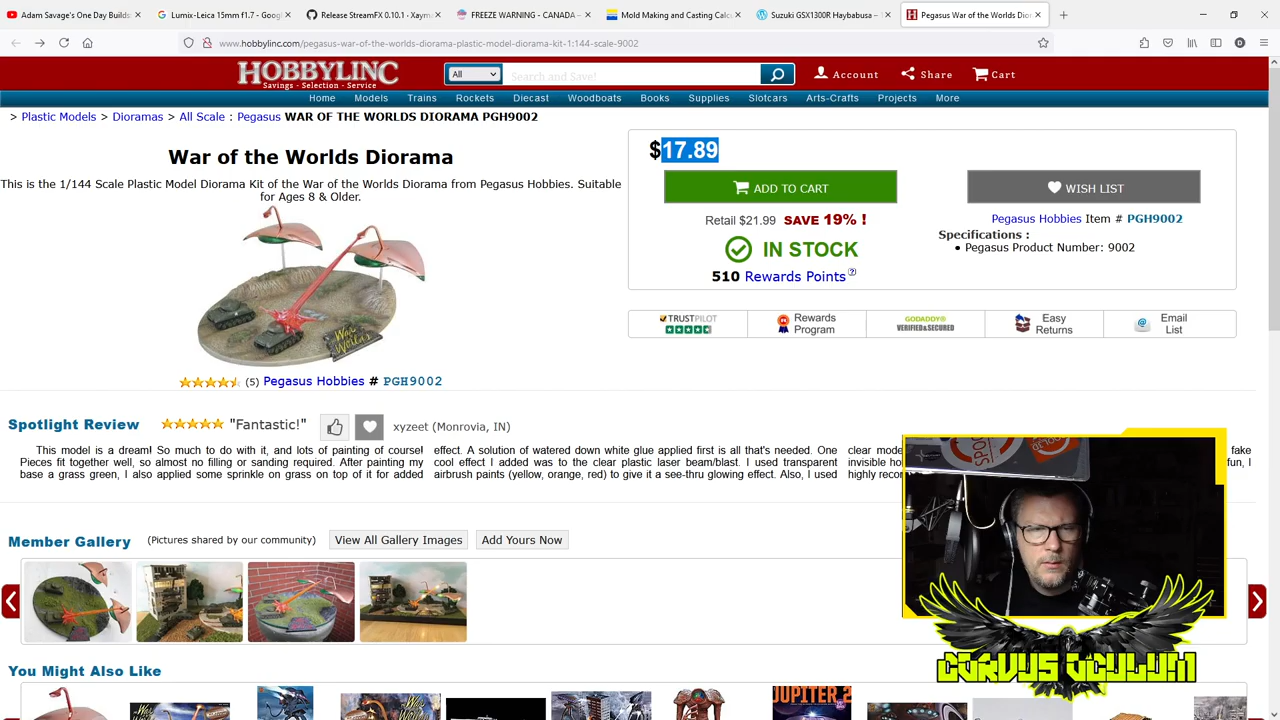 Adam Savage's One Day Builds
Lumix-Leica 15mm f1.7 - Goog
Release StreamFX 0.10.1 · Xaym
FREEZE WARNING - CANADA –
Mold Making and Casting Calc
Suzuki GSX1300R Haybabusa –
Pegasus War of the Worlds Dior
www.hobbylinc.com/pegasus-war-of-the-worlds-diorama-plastic-model-diorama-kit-1:144-scale-9002
HOBBYLINC
Savings - Selection - Service
All
Search and Save!
Account
Share
Cart
Home Models Trains Rockets Diecast Woodboats Books Supplies Slotcars Arts-Crafts Projects More
> Plastic Models > Dioramas > All Scale : Pegasus WAR OF THE WORLDS DIORAMA PGH9002
War of the Worlds Diorama
This is the 1/144 Scale Plastic Model Diorama Kit of the War of the Worlds Diorama from Pegasus Hobbies. Suitable
for Ages 8 & Older.
War of the Worlds
(5) Pegasus Hobbies # PGH9002
$17.89
ADD TO CART
WISH LIST
Retail $21.99 SAVE 19% !
IN STOCK
510 Rewards Points ?
Pegasus Hobbies Item # PGH9002
Specifications :
Pegasus Product Number: 9002
TRUSTPILOT
Rewards
Program
GODADDY®
VERIFIED&SECURED
Easy
Returns
Email
List
Spotlight Review
"Fantastic!"
xyzeet (Monrovia, IN)
This model is a dream! So much to do with it, and lots of painting of course!
Pieces fit together well, so almost no filling or sanding required. After painting my
base a grass green, I also applied some sprinkle on grass on top of it for added
effect. A solution of watered down white glue applied first is all that's needed. One
cool effect I added was to the clear plastic laser beam/blast. I used transparent
airbrush paints (yellow, orange, red) to give it a see-thru glowing effect. Also, I used
clear mode
fake
invisible ho
fun, I
highly recor
Member Gallery
(Pictures shared by our community)
View All Gallery Images
Add Yours Now
You Might Also Like
JUPITER 2
CORVUS OCULUM